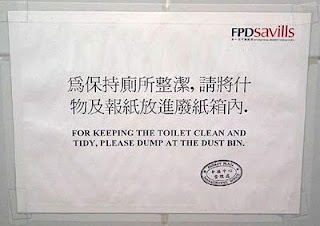 FPDsavills
為保持廁所整潔, 請將什
物及報紙放進廢紙箱內.
FOR KEEPING THE TOILET CLEAN AND
TIDY, PLEASE DUMP AT THE DUST BIN.